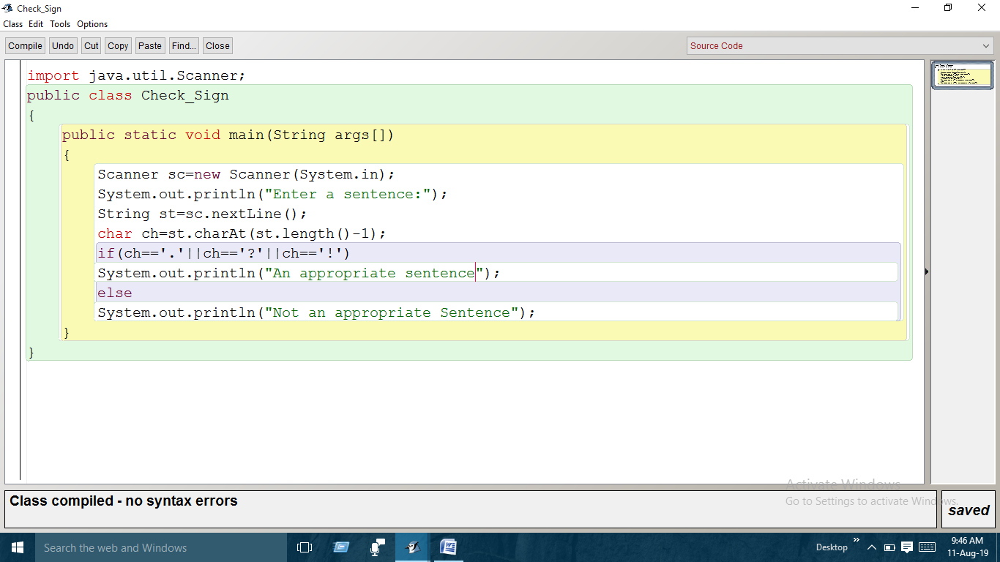 Check_Sign
Class Edit Tools Options
Compile Undo Cut Copy Paste Find... Close Source Code
import java.util.Scanner;
public class Check_Sign
{
public static void main(String args[])
{
Scanner sc=new Scanner(System.in);
System.out.println("Enter a sentence:");
String st=sc.nextLine();
char ch=st.charAt(st.length()-1);
if(ch=='.'||ch=='?'||ch=='!')
System.out.println("An appropriate sentence");
else
System.out.println("Not an appropriate Sentence");
}
}
Activate Windows
Go to Settings to activate Windows.
Class compiled - no syntax errors
saved
Search the web and Windows
Desktop
9:46 AM
11-Aug-19